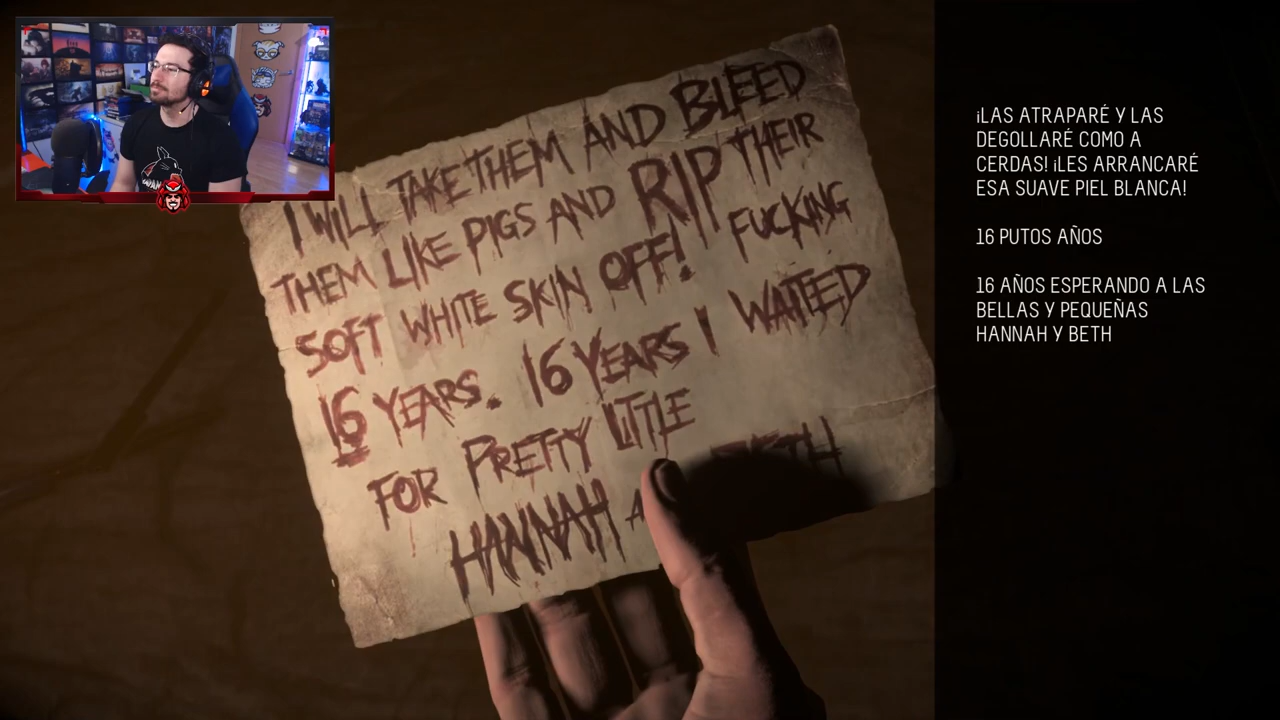 I WILL TAKE THEM AND BLEED
THEM LIKE PIGS AND RIP THEIR
SOFT WHITE SKIN OFF! FUCKING
16 YEARS. 16 YEARS I WAITED
FOR PRETTY LITTLE
HANNAH A BETH
¡LAS ATRAPARÉ Y LAS
DEGOLLARÉ COMO A
CERDAS! ¡LES ARRANCARÉ
ESA SUAVE PIEL BLANCA!
16 PUTOS AÑOS
16 AÑOS ESPERANDO A LAS
BELLAS Y PEQUEÑAS
HANNAH Y BETH